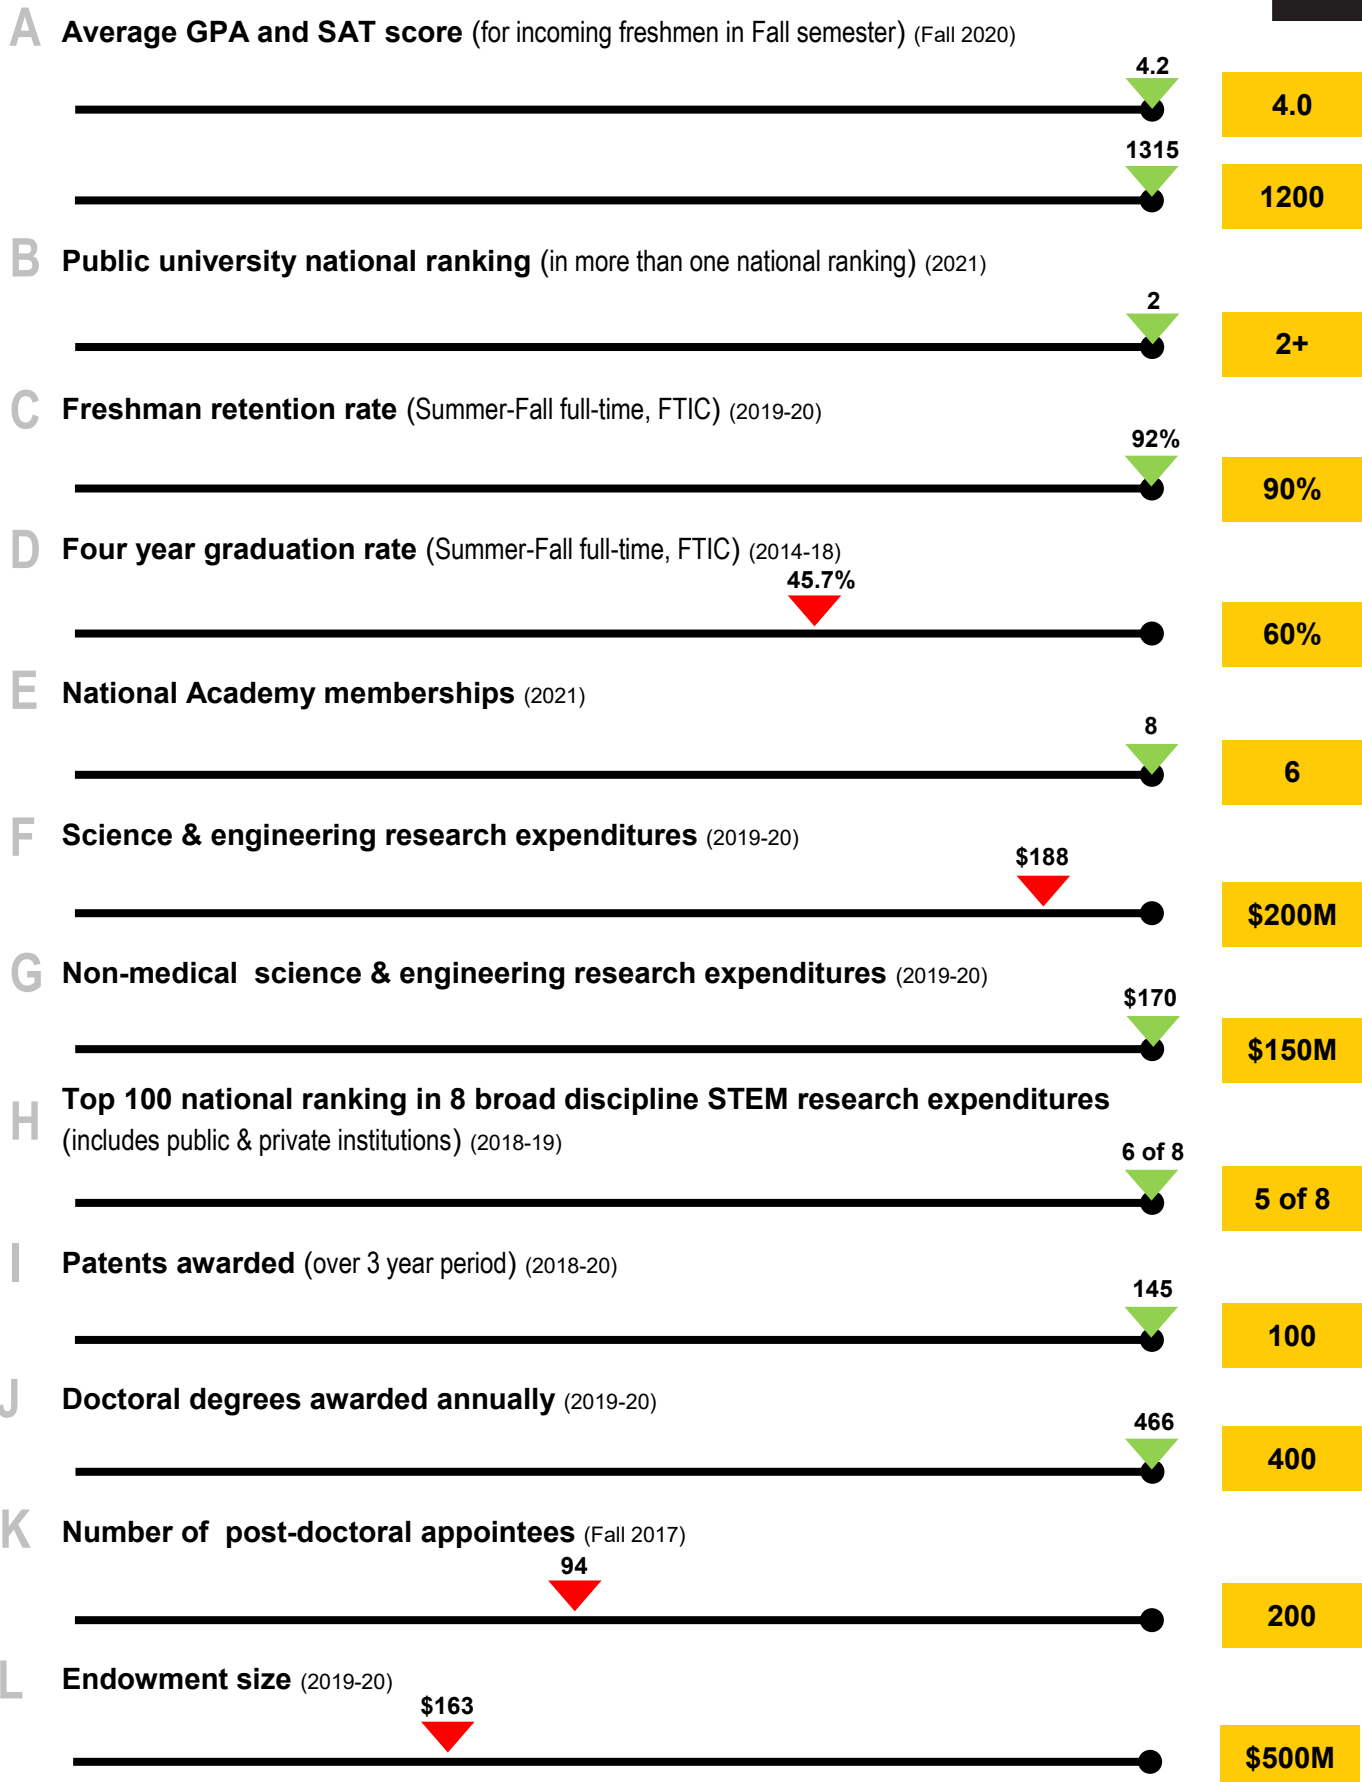 A Average GPA and SAT score (for incoming freshmen in Fall semester) (Fall 2020)
4.2
4.0
1315
1200
B Public university national ranking (in more than one national ranking) (2021)
2
2+
C Freshman retention rate (Summer-Fall full-time, FTIC) (2019-20)
92%
90%
D Four year graduation rate (Summer-Fall full-time, FTIC) (2014-18)
45.7%
60%
E National Academy memberships (2021)
8
6
F Science & engineering research expenditures (2019-20)
$188
$200M
G Non-medical science & engineering research expenditures (2019-20)
$170
$150M
H Top 100 national ranking in 8 broad discipline STEM research expenditures
(includes public & private institutions) (2018-19)
6 of 8
5 of 8
I Patents awarded (over 3 year period) (2018-20)
145
100
J Doctoral degrees awarded annually (2019-20)
466
400
K Number of post-doctoral appointees (Fall 2017)
94
200
L Endowment size (2019-20)
$163
$500M